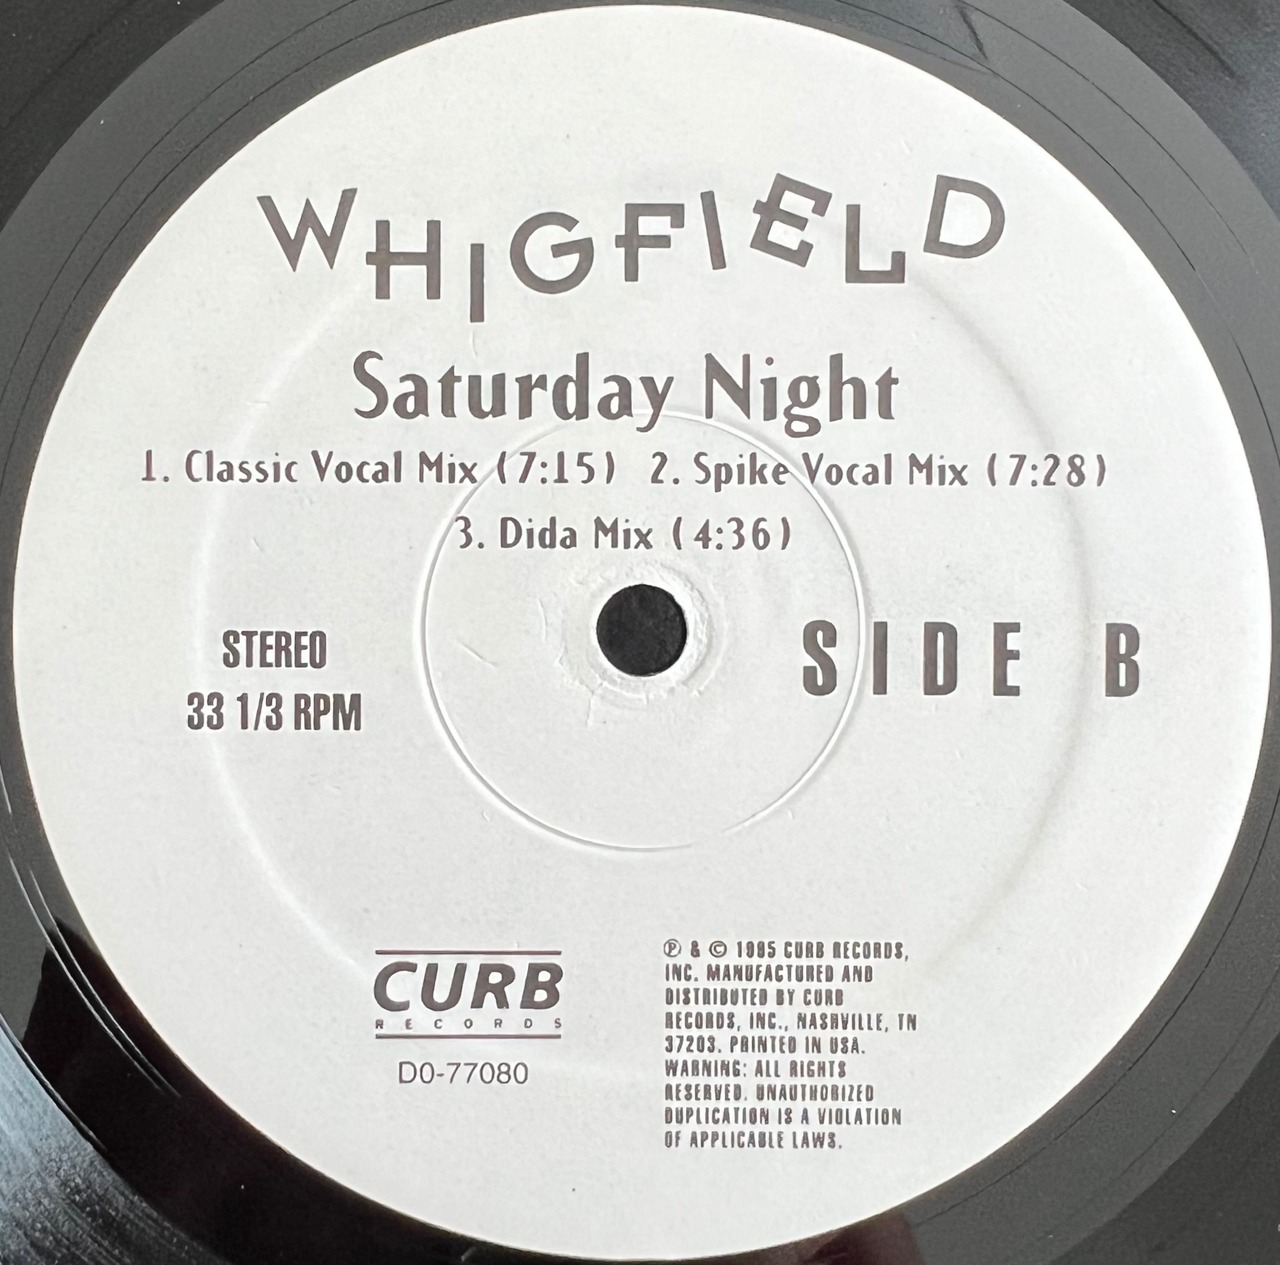 WHIGFIELD
Saturday Night
1. Classic Vocal Mix (7:15) 2. Spike Vocal Mix (7:28)
3. Dida Mix (4:36)
STEREO
33 1/3 RPM
SIDE B
CURB
RECORDS
D0-77080
℗ & © 1995 CURB RECORDS,
INC. MANUFACTURED AND
DISTRIBUTED BY CURB
RECORDS, INC., NASHVILLE, TN
37203. PRINTED IN USA.
WARNING: ALL RIGHTS
RESERVED. UNAUTHORIZED
DUPLICATION IS A VIOLATION
OF APPLICABLE LAWS.